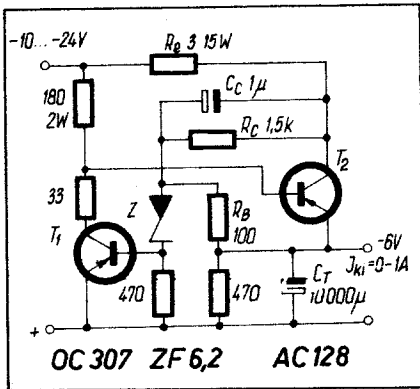 -10...-24V
Re 3 15W
180
2W
Cc 1µ
Rc 1,5k
T2
33
Z
RB
100
T1
-6V
Jki=0-1A
470
470
CT
10000µ
+
OC 307 ZF 6,2 AC 128